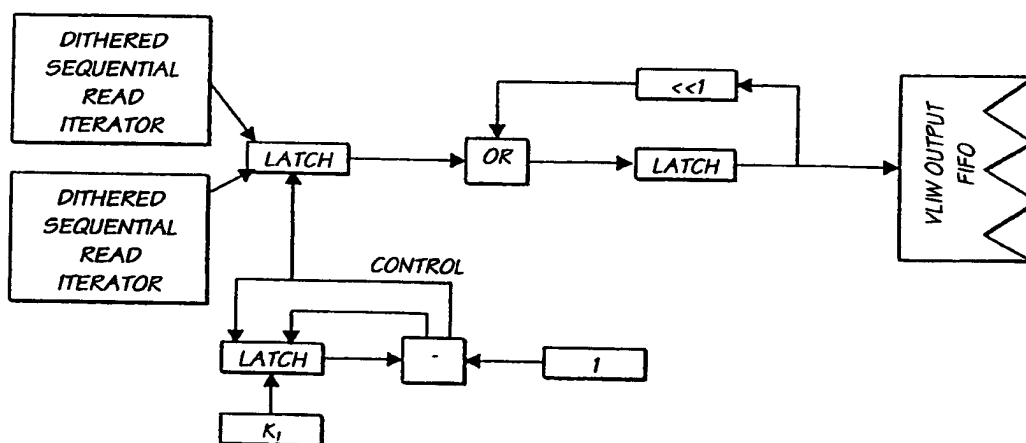 DITHERED
SEQUENTIAL
READ
ITERATOR
<<1
LATCH
OR
LATCH
VLIW OUTPUT
FIFO
DITHERED
SEQUENTIAL
READ
ITERATOR
CONTROL
LATCH
-
1
K1